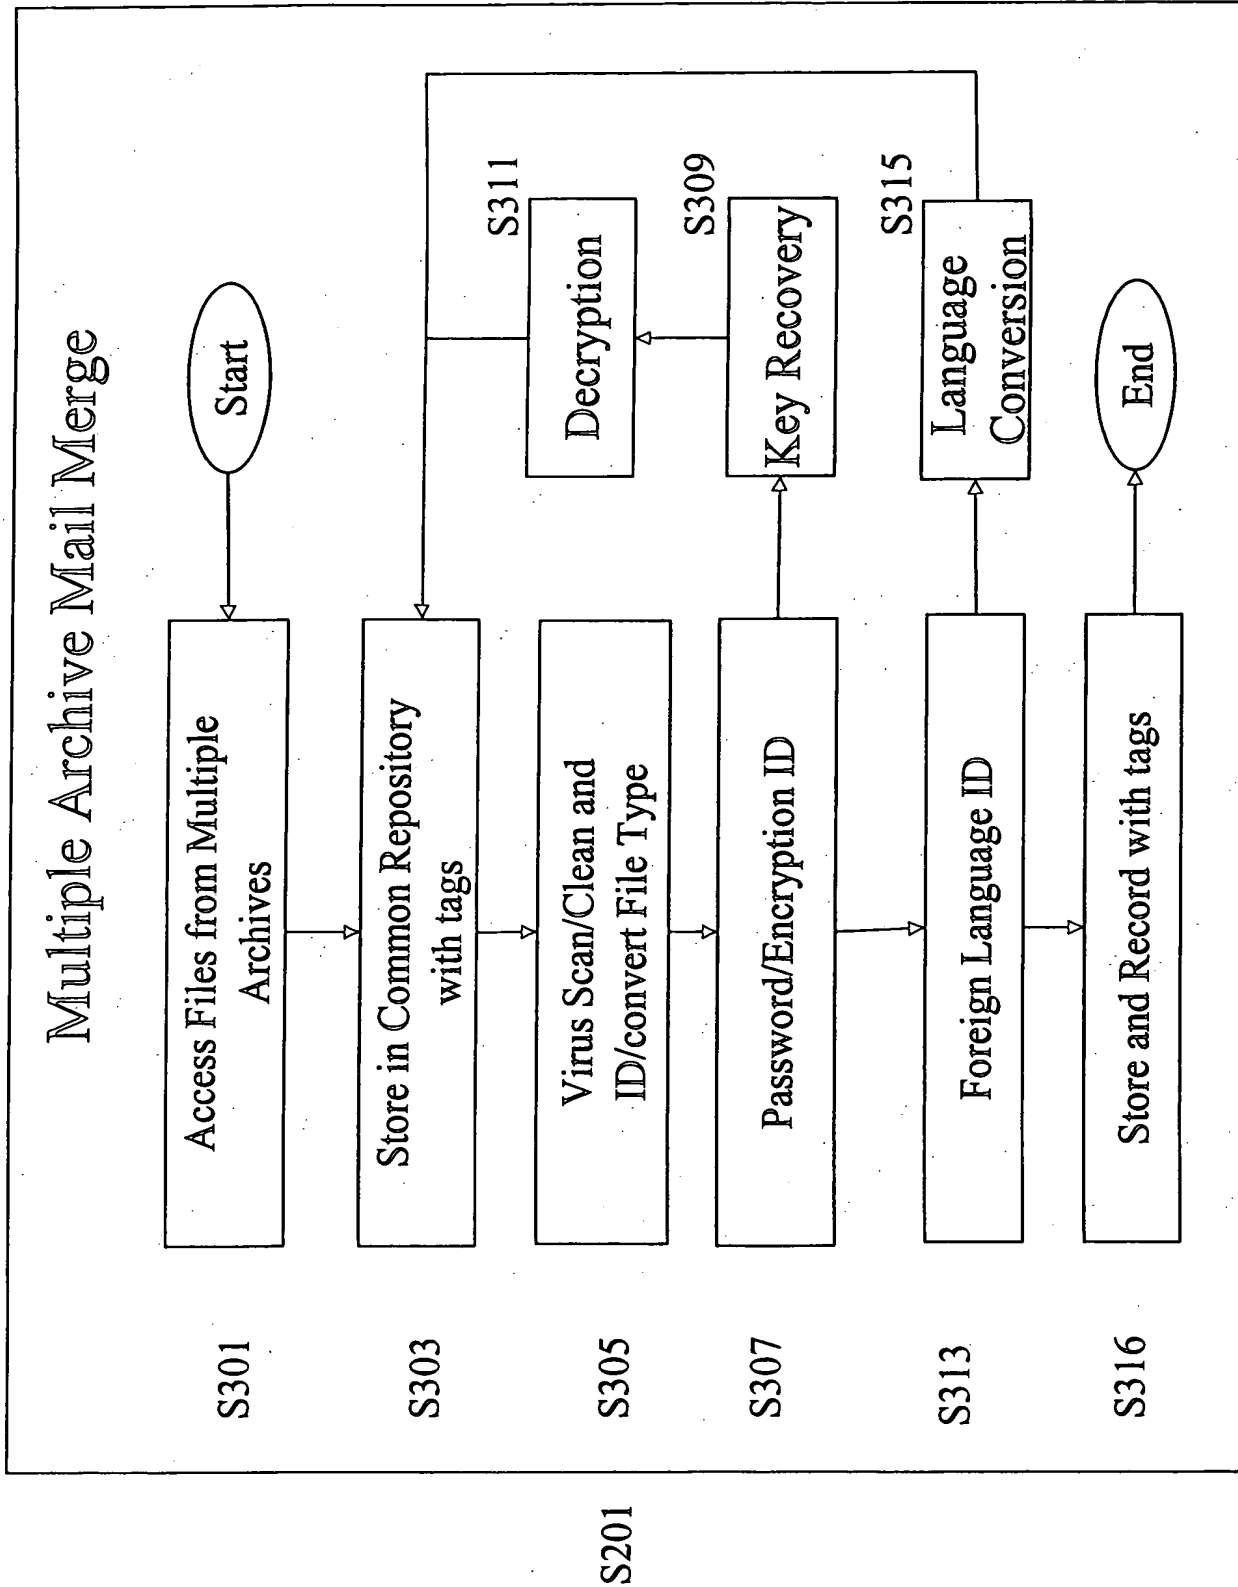 Multiple Archive Mail Merge
Start
S301
Access Files from Multiple
Archives
S303
Store in Common Repository
with tags
S305
Virus Scan/Clean and
ID/convert File Type
S311
Decryption
S307
Password/Encryption ID
S309
Key Recovery
S313
Foreign Language ID
S315
Language
Conversion
S316
Store and Record with tags
End
S201